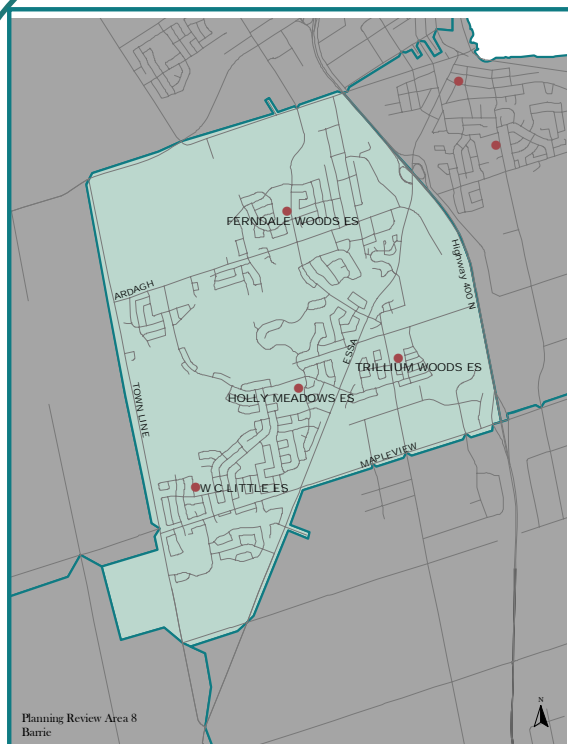 FERNDALE WOODS ES
Highway 400 N
ARDAGH
ESSA
TRILLIUM WOODS ES
TOWN LINE
HOLLY MEADOWS ES
MAPLEVIEW
W C LITTLE ES
N
Planning Review Area 8
Barrie